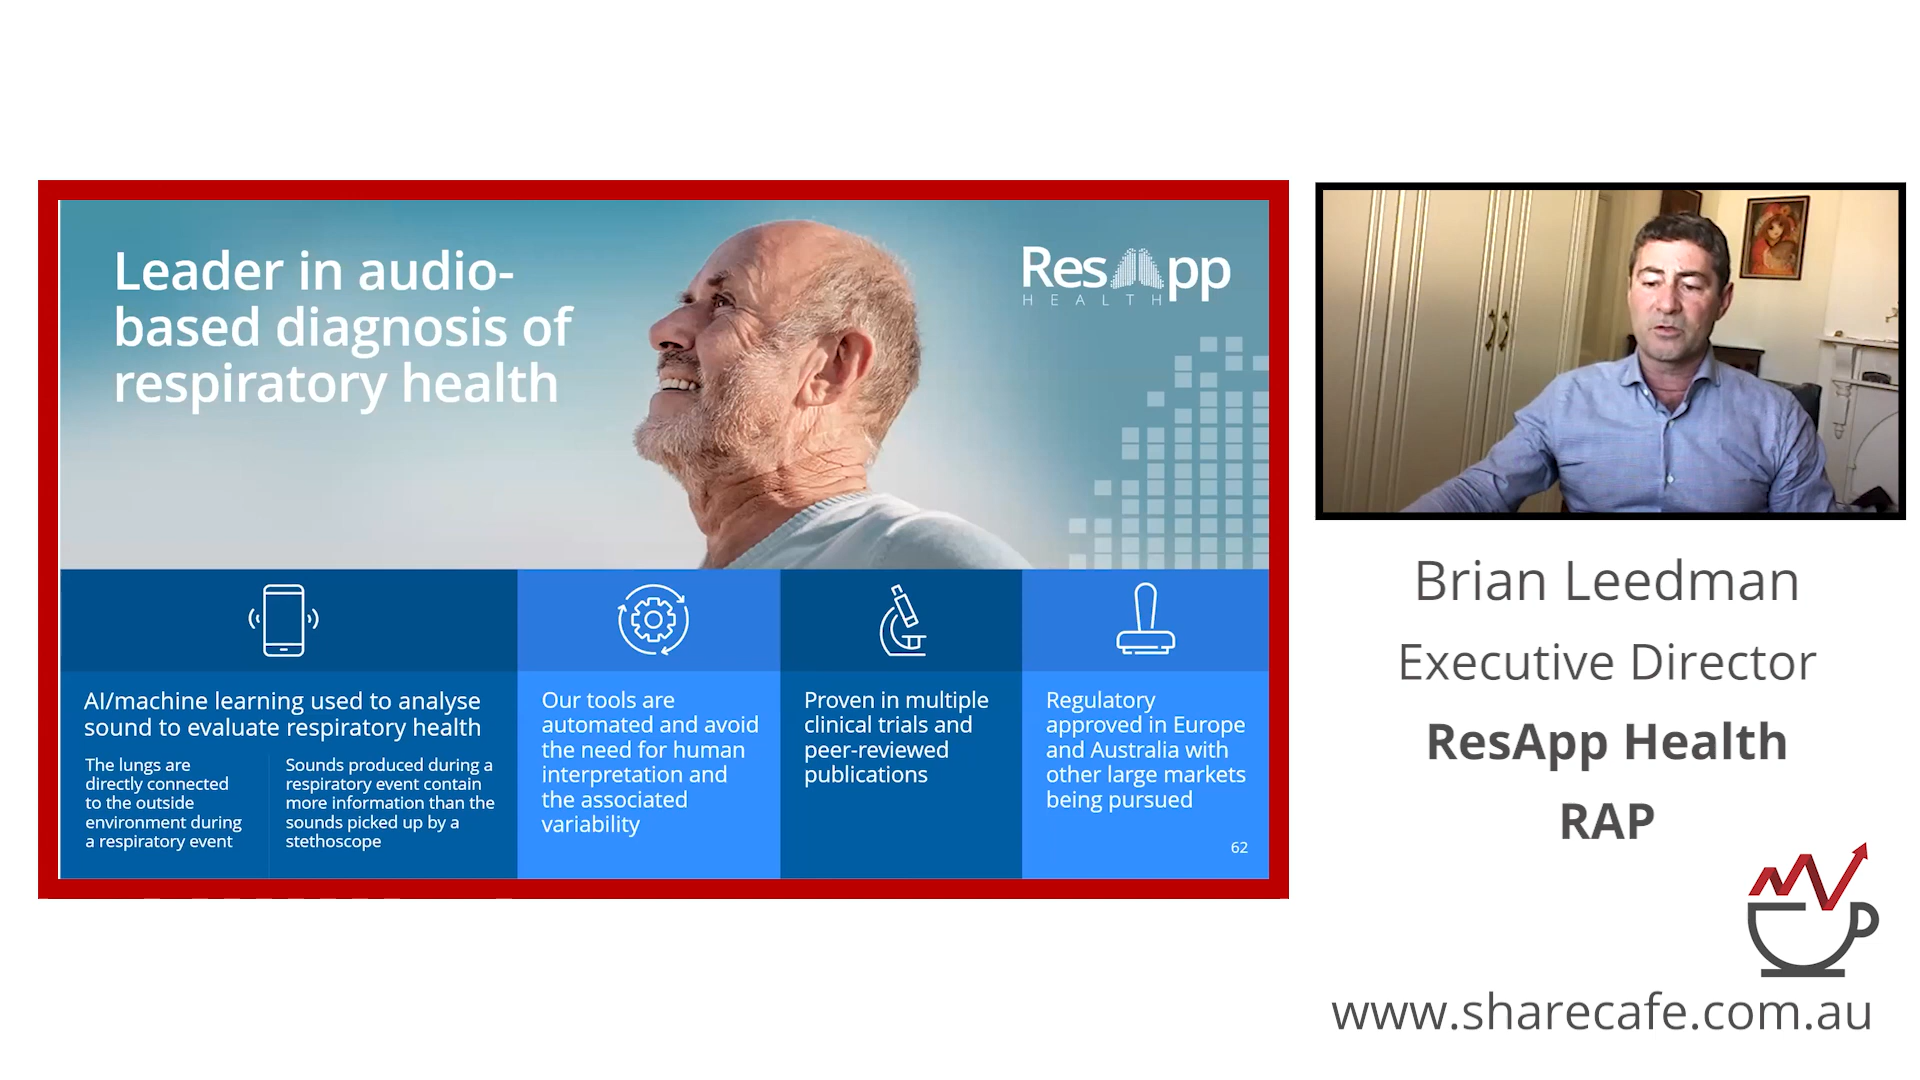 Leader in audio-
based diagnosis of
respiratory health
ResApp
HEALTH
AI/machine learning used to analyse
sound to evaluate respiratory health
The lungs are
directly connected
to the outside
environment during
a respiratory event
Sounds produced during a
respiratory event contain
more information than the
sounds picked up by a
stethoscope
Our tools are
automated and avoid
the need for human
interpretation and
the associated
variability
Proven in multiple
clinical trials and
peer-reviewed
publications
Regulatory
approved in Europe
and Australia with
other large markets
being pursued
62
Brian Leedman
Executive Director
ResApp Health
RAP
www.sharecafe.com.au